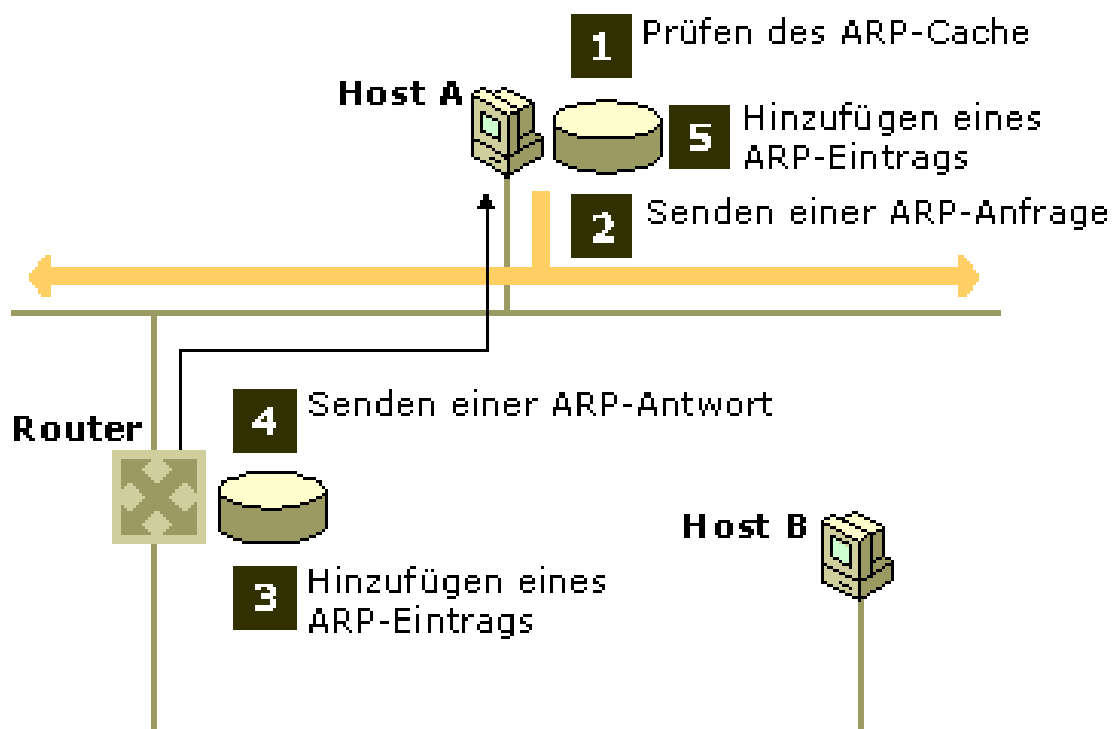 1
Prüfen des ARP-Cache
Host A
5
Hinzufügen eines
ARP-Eintrags
2
Senden einer ARP-Anfrage
4
Senden einer ARP-Antwort
Router
Host B
3
Hinzufügen eines
ARP-Eintrags